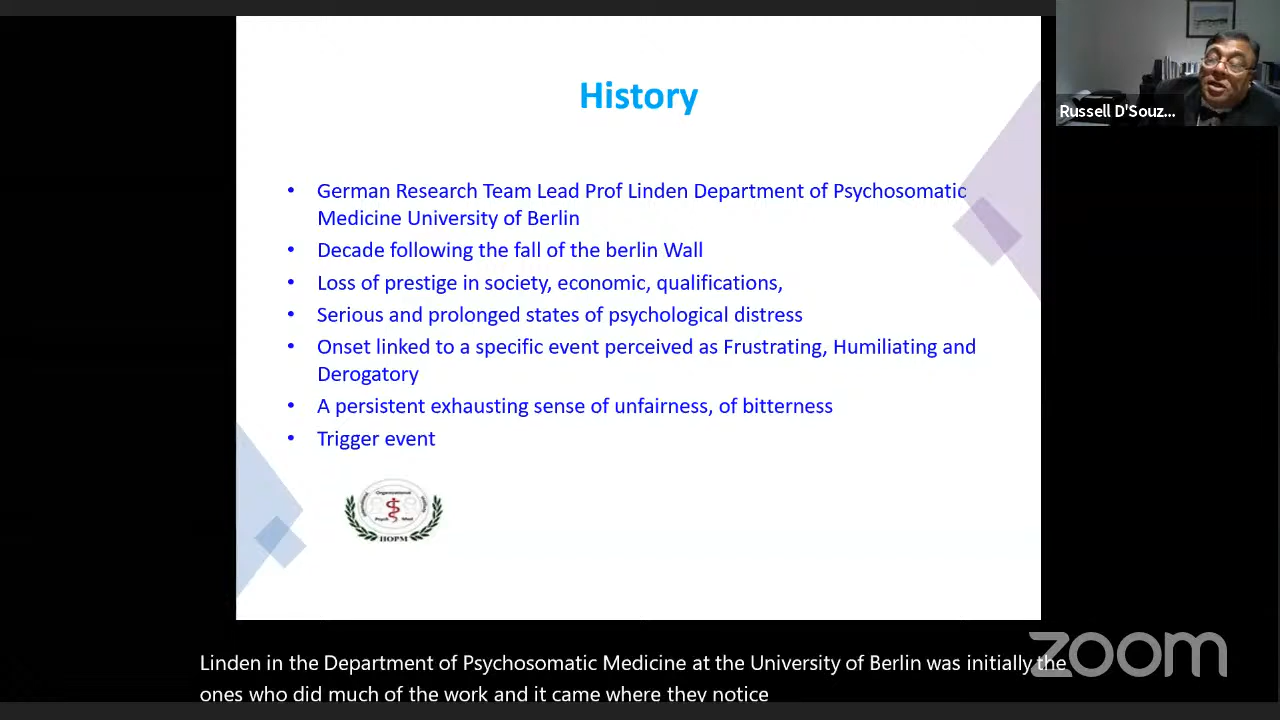 History
Russell D'Souz...
• German Research Team Lead Prof Linden Department of Psychosomatic
Medicine University of Berlin
• Decade following the fall of the berlin Wall
• Loss of prestige in society, economic, qualifications,
• Serious and prolonged states of psychological distress
• Onset linked to a specific event perceived as Frustrating, Humiliating and
Derogatory
• A persistent exhausting sense of unfairness, of bitterness
• Trigger event
Organizational
Psych Med
IIOPM
zoom
Linden in the Department of Psychosomatic Medicine at the University of Berlin was initially the
ones who did much of the work and it came where they notice